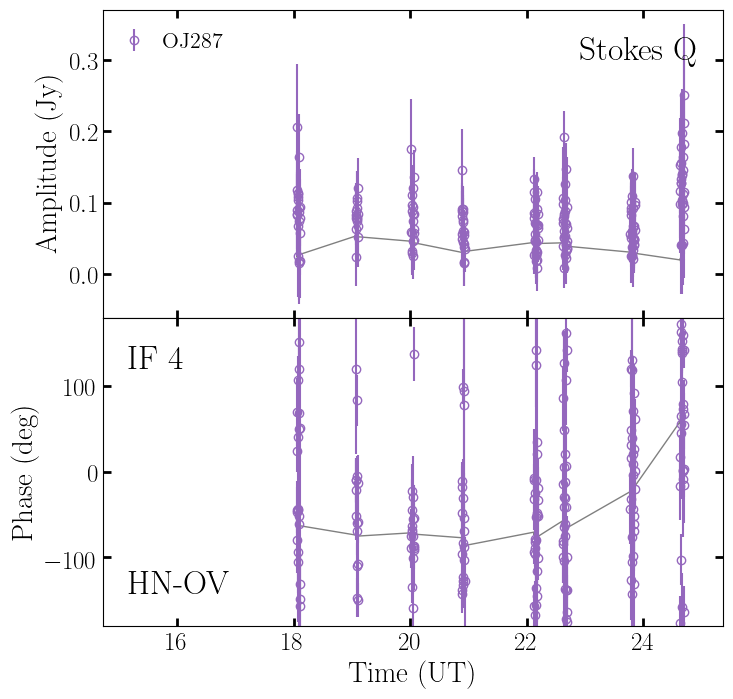 OJ287
Stokes Q
0.3
0.2
0.1
0.0
Amplitude (Jy)
IF 4
100
0
−100
Phase (deg)
HN-OV
16 18 20 22 24
Time (UT)